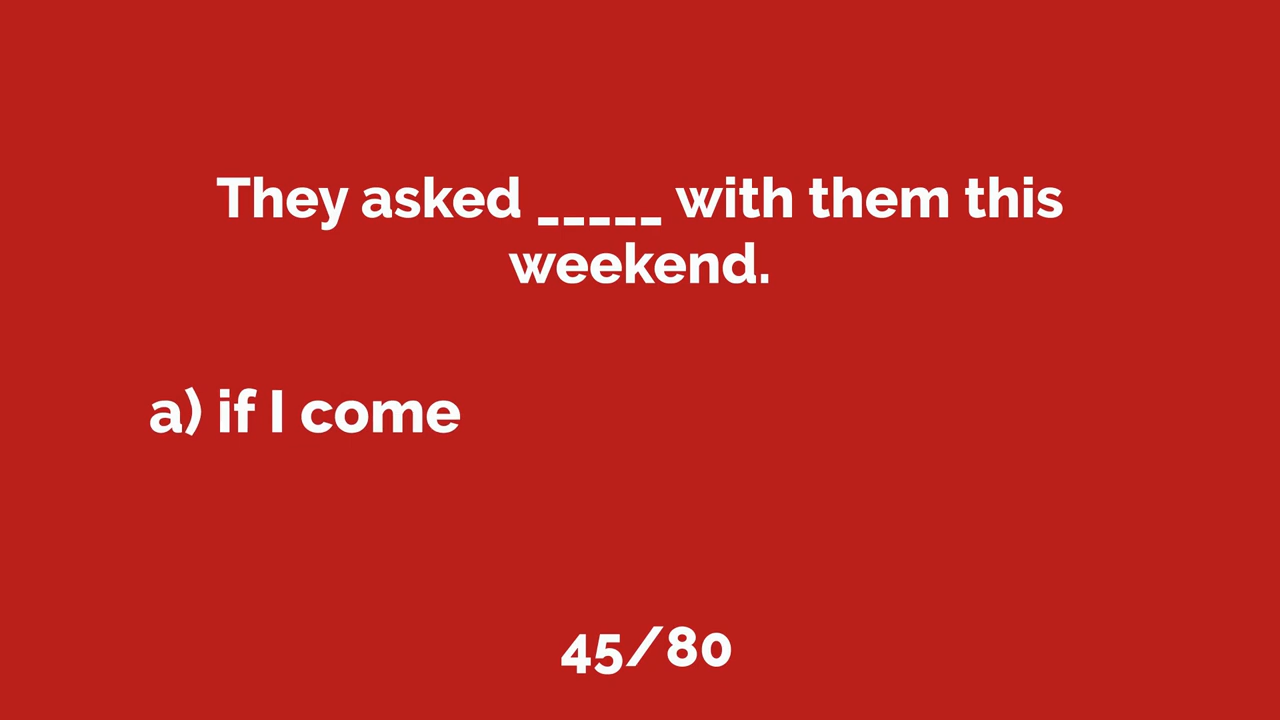 They asked _____ with them this
weekend.
a) if I come
45/80